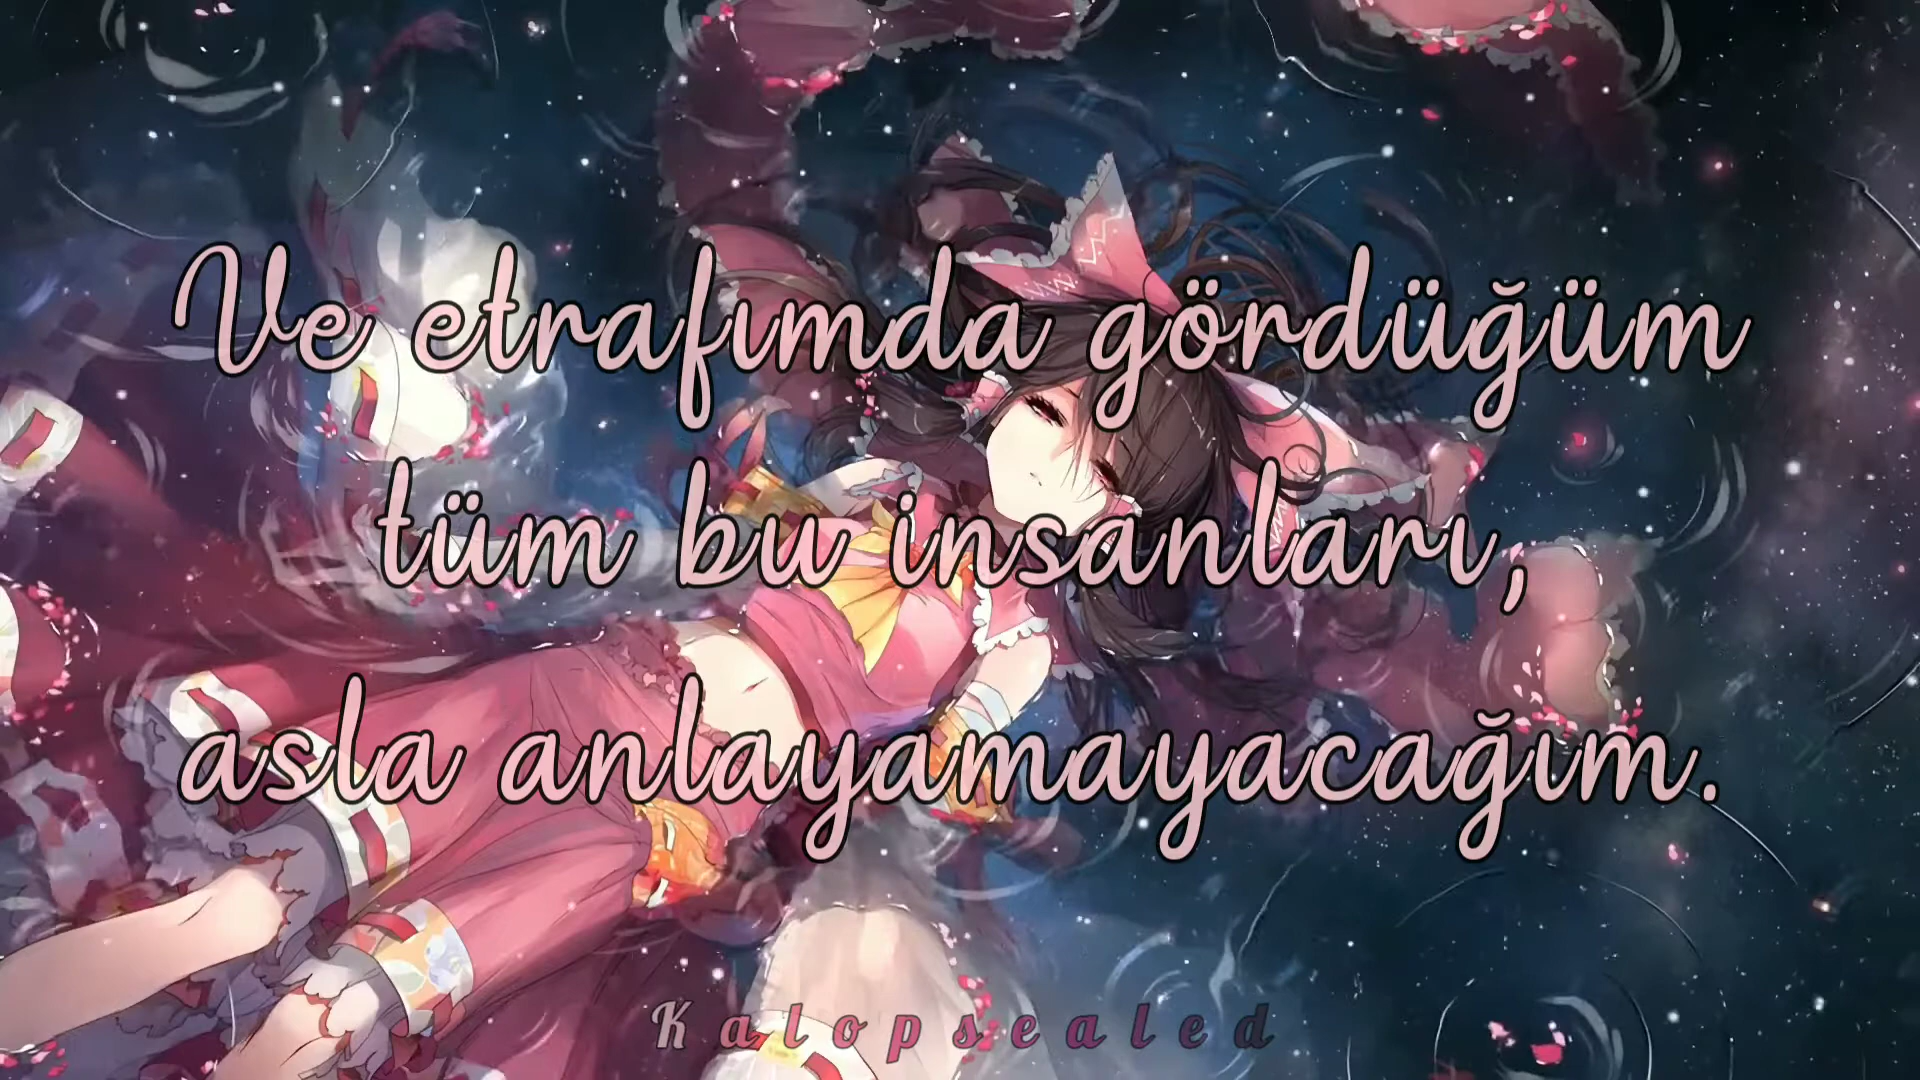 Ve etrafımda gördüğüm
tüm bu insanları,
asla anlayamayacağım.
Kalopsealed